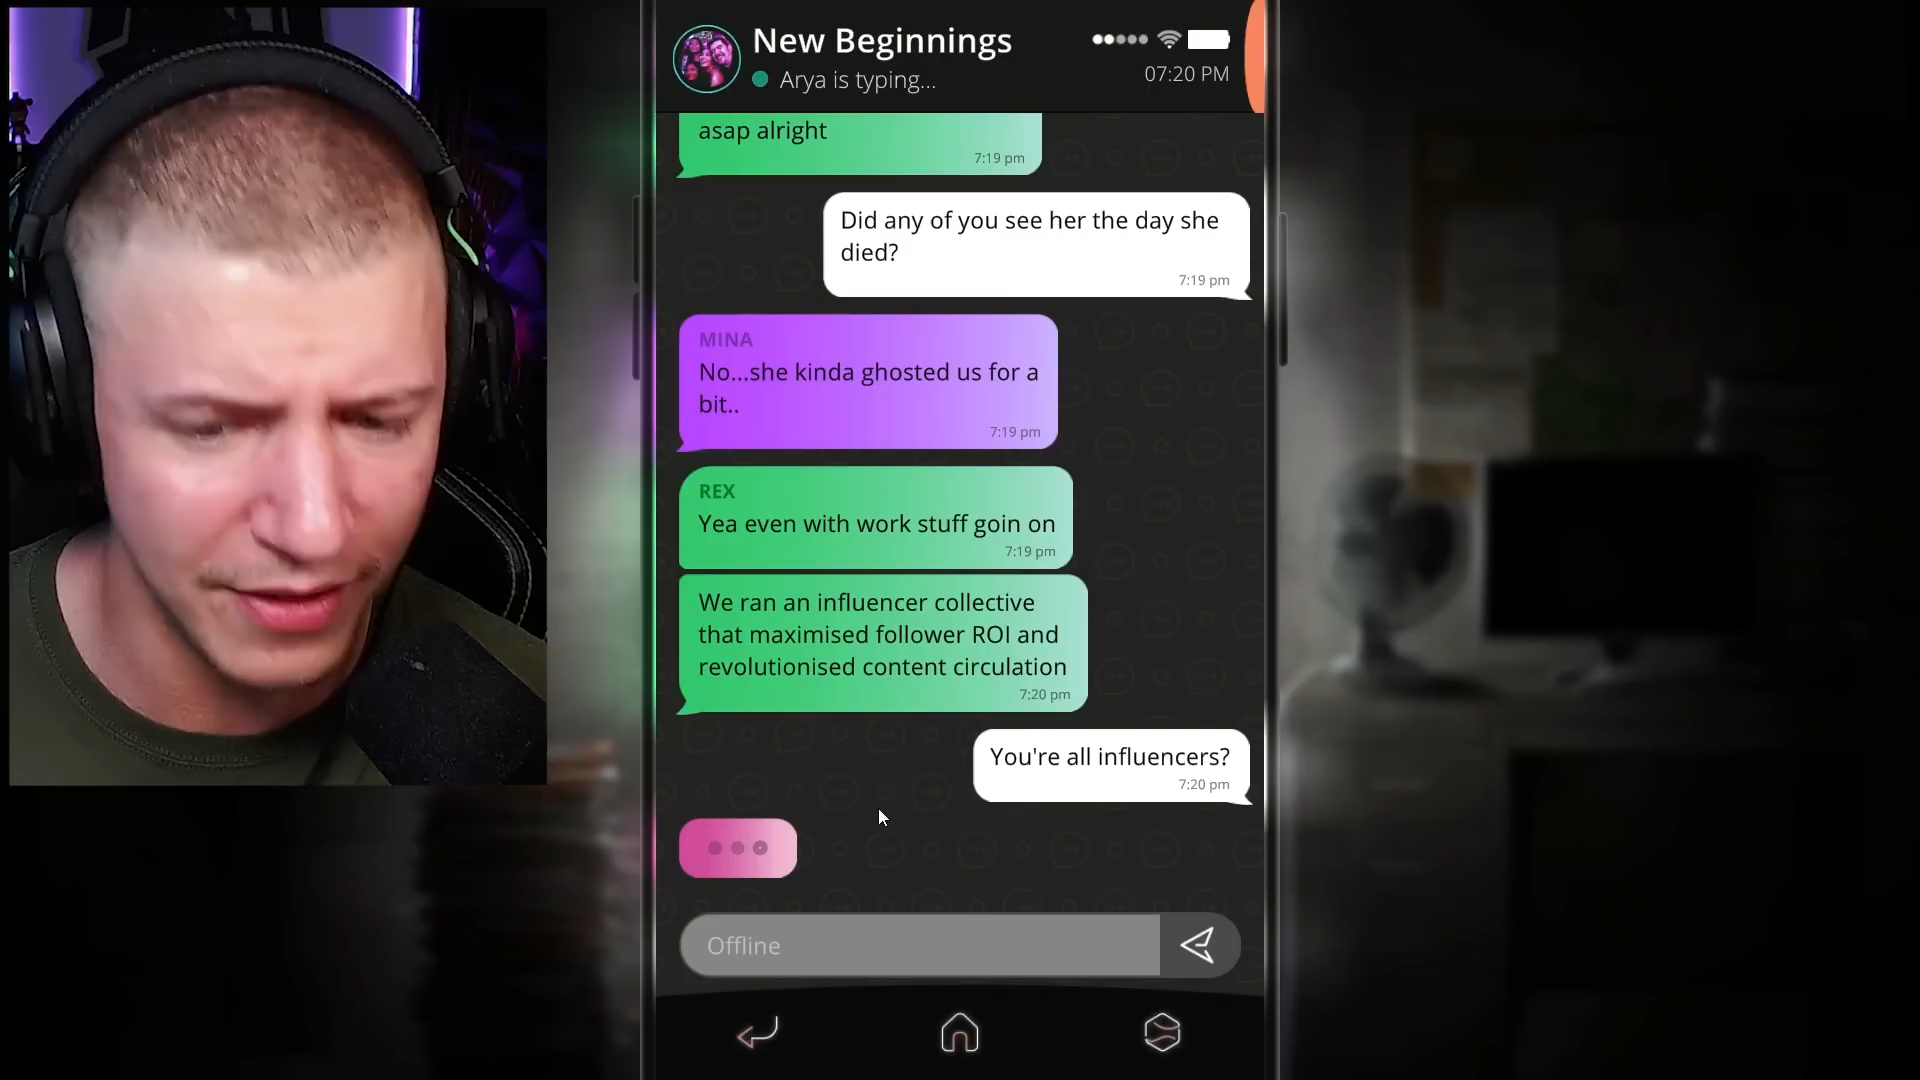 New Beginnings
Arya is typing...
07:20 PM
asap alright
7:19 pm
Did any of you see her the day she
died?
7:19 pm
MINA
No...she kinda ghosted us for a
bit..
7:19 pm
REX
Yea even with work stuff goin on
7:19 pm
We ran an influencer collective
that maximised follower ROI and
revolutionised content circulation
7:20 pm
You're all influencers?
7:20 pm
Offline